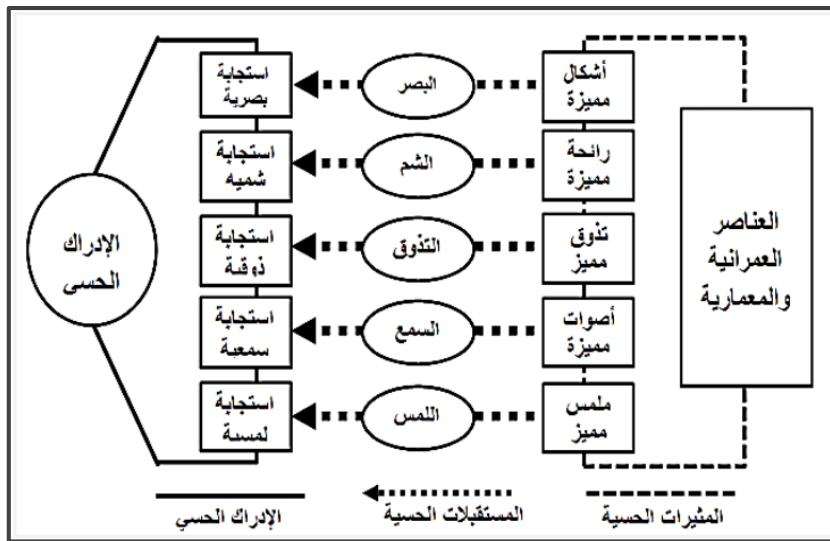 العناصر
العمرانية
والمعمارية
أشكال
مميزة
البصر
استجابة
بصرية
رائحة
مميزة
الشم
استجابة
شميه
تذوق
مميز
التذوق
استجابة
ذوقية
أصوات
مميزة
السمع
استجابة
سمعية
ملمس
مميز
اللمس
استجابة
لمسية
الإدراك
الحسي
المثيرات الحسية
المستقبلات الحسية
الإدراك الحسي